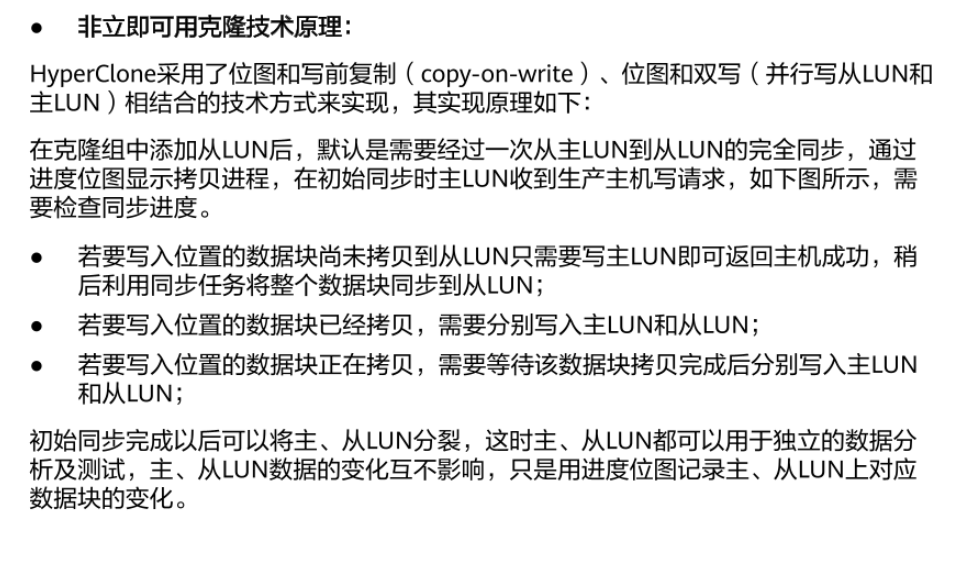 ● 非立即可用克隆技术原理：
HyperClone采用了位图和写前复制（copy-on-write）、位图和双写（并行写从LUN和
主LUN）相结合的技术方式来实现，其实现原理如下：
在克隆组中添加从LUN后，默认是需要经过一次从主LUN到从LUN的完全同步，通过
进度位图显示拷贝进程，在初始同步时主LUN收到生产主机写请求，如下图所示，需
要检查同步进度。
● 若要写入位置的数据块尚未拷贝到从LUN只需要写主LUN即可返回主机成功，稍
后利用同步任务将整个数据块同步到从LUN；
● 若要写入位置的数据块已经拷贝，需要分别写入主LUN和从LUN；
● 若要写入位置的数据块正在拷贝，需要等待该数据块拷贝完成后分别写入主LUN
和从LUN；
初始同步完成以后可以将主、从LUN分裂，这时主、从LUN都可以用于独立的数据分
析及测试，主、从LUN数据的变化互不影响，只是用进度位图记录主、从LUN上对应
数据块的变化。